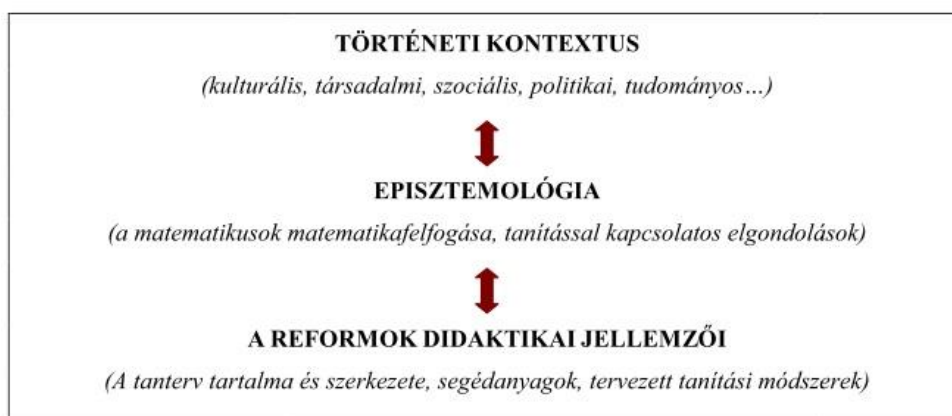 TÖRTÉNETI KONTEXTUS
(kulturális, társadalmi, szociális, politikai, tudományos…)
EPISZTEMOLÓGIA
(a matematikusok matematikafelfogása, tanítással kapcsolatos elgondolások)
A REFORMOK DIDAKTIKAI JELLEMZŐI
(A tanterv tartalma és szerkezete, segédanyagok, tervezett tanítási módszerek)